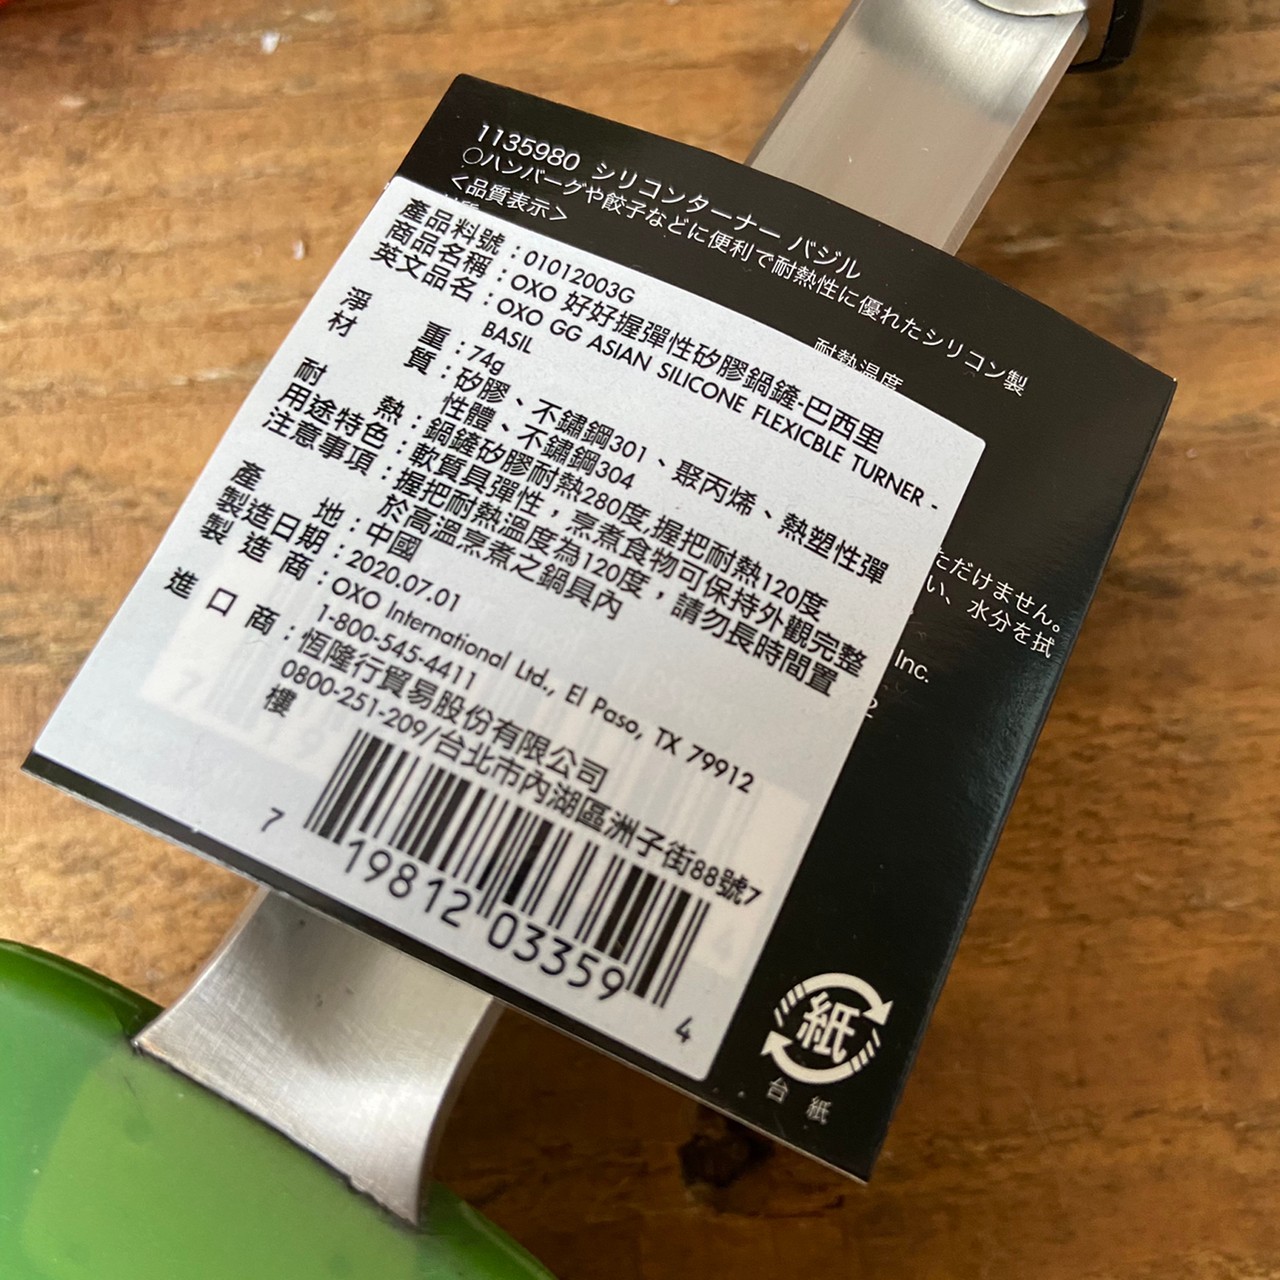 1135980 シリコンターナー バジル
○ハンバーグや餃子などに便利で耐熱性に優れたシリコン製
<品質表示>
耐熱温度
ただけません。
い、水分を拭
Inc.
2
產品料號:01012003G
商品名稱:OXO 好好握彈性矽膠鍋鏟-巴西里
英文品名:OXO GG ASIAN SILICONE FLEXICBLE TURNER -
BASIL
淨重:74g
材質:矽膠、不鏽鋼301、聚丙烯、熱塑性彈
性體、不鏽鋼304
耐熱:鍋鏟矽膠耐熱280度,握把耐熱120度
用途特色:軟質具彈性,烹煮食物可保持外觀完整
注意事項:握把耐熱溫度為120度,請勿長時間置
於高溫烹煮之鍋具內
產地:中國
製造日期:2020.07.01
製造商:OXO International Ltd., El Paso, TX 79912
1-800-545-4411
進口商:恆隆行貿易股份有限公司
0800-251-209/台北市內湖區洲子街88號7
樓
7 19812 03359 4
紙
台紙